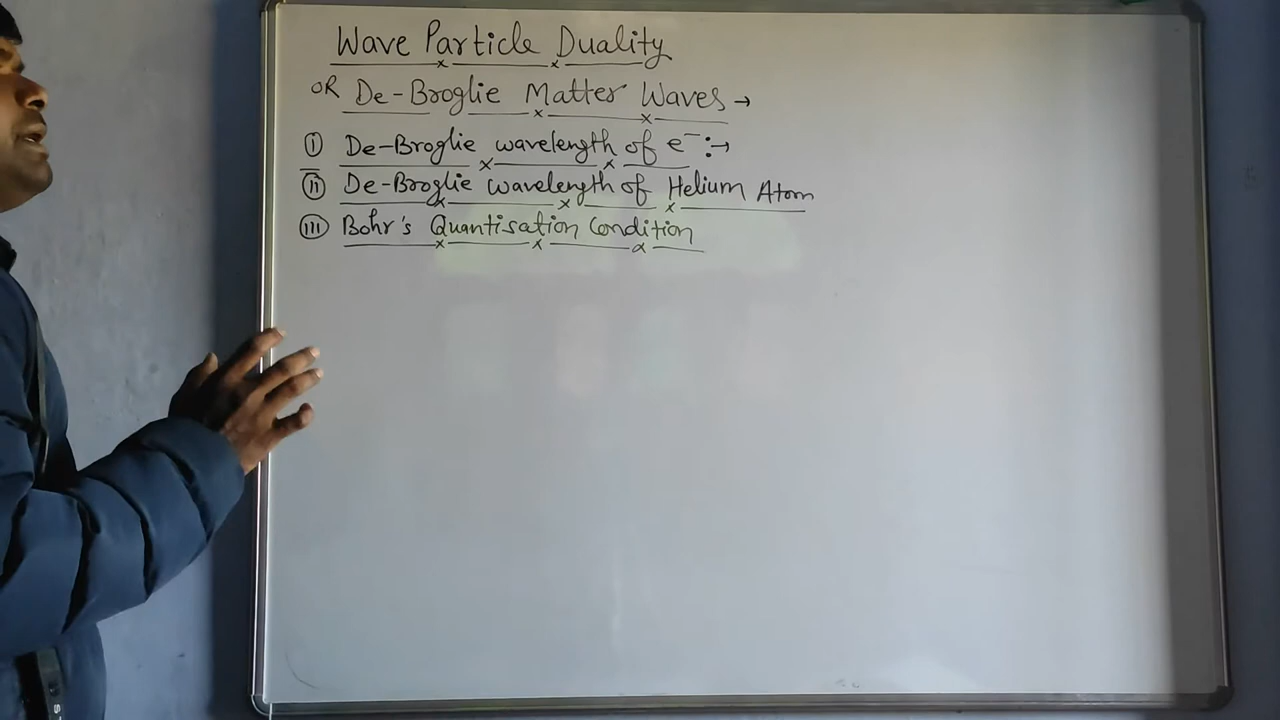 Wave Particle Duality
OR De-Broglie Matter Waves →
(i) De-Broglie wavelength of e⁻:→
(ii) De-Broglie wavelength of Helium Atom
(iii) Bohr's Quantisation Condition